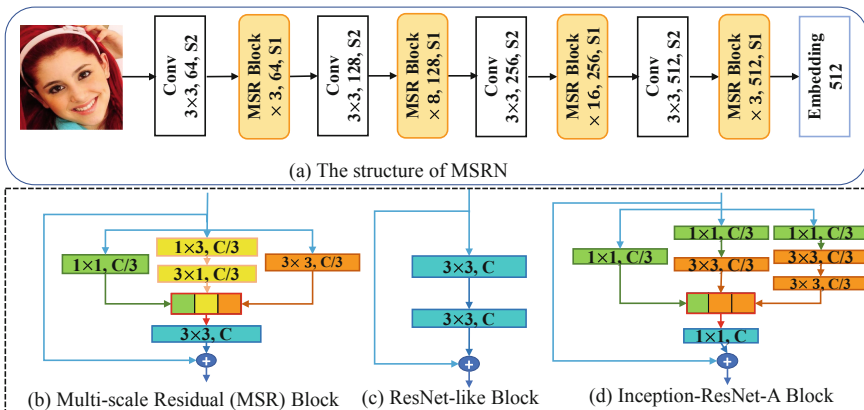 Conv
3×3, 64, S2
MSR Block
× 3, 64, S1
Conv
3×3, 128, S2
MSR Block
× 8, 128, S1
Conv
3×3, 256, S2
MSR Block
× 16, 256, S1
Conv
3×3, 512, S2
MSR Block
× 3, 512, S1
Embedding
512
(a) The structure of MSRN
1×1, C/3
1×3, C/3
3×1, C/3
3× 3, C/3
3×3, C
+
(b) Multi-scale Residual (MSR) Block
3×3, C
3×3, C
+
(c) ResNet-like Block
1×1, C/3
1×1, C/3
3×3, C/3
1×1, C/3
3×3, C/3
3× 3, C/3
1×1, C
+
(d) Inception-ResNet-A Block